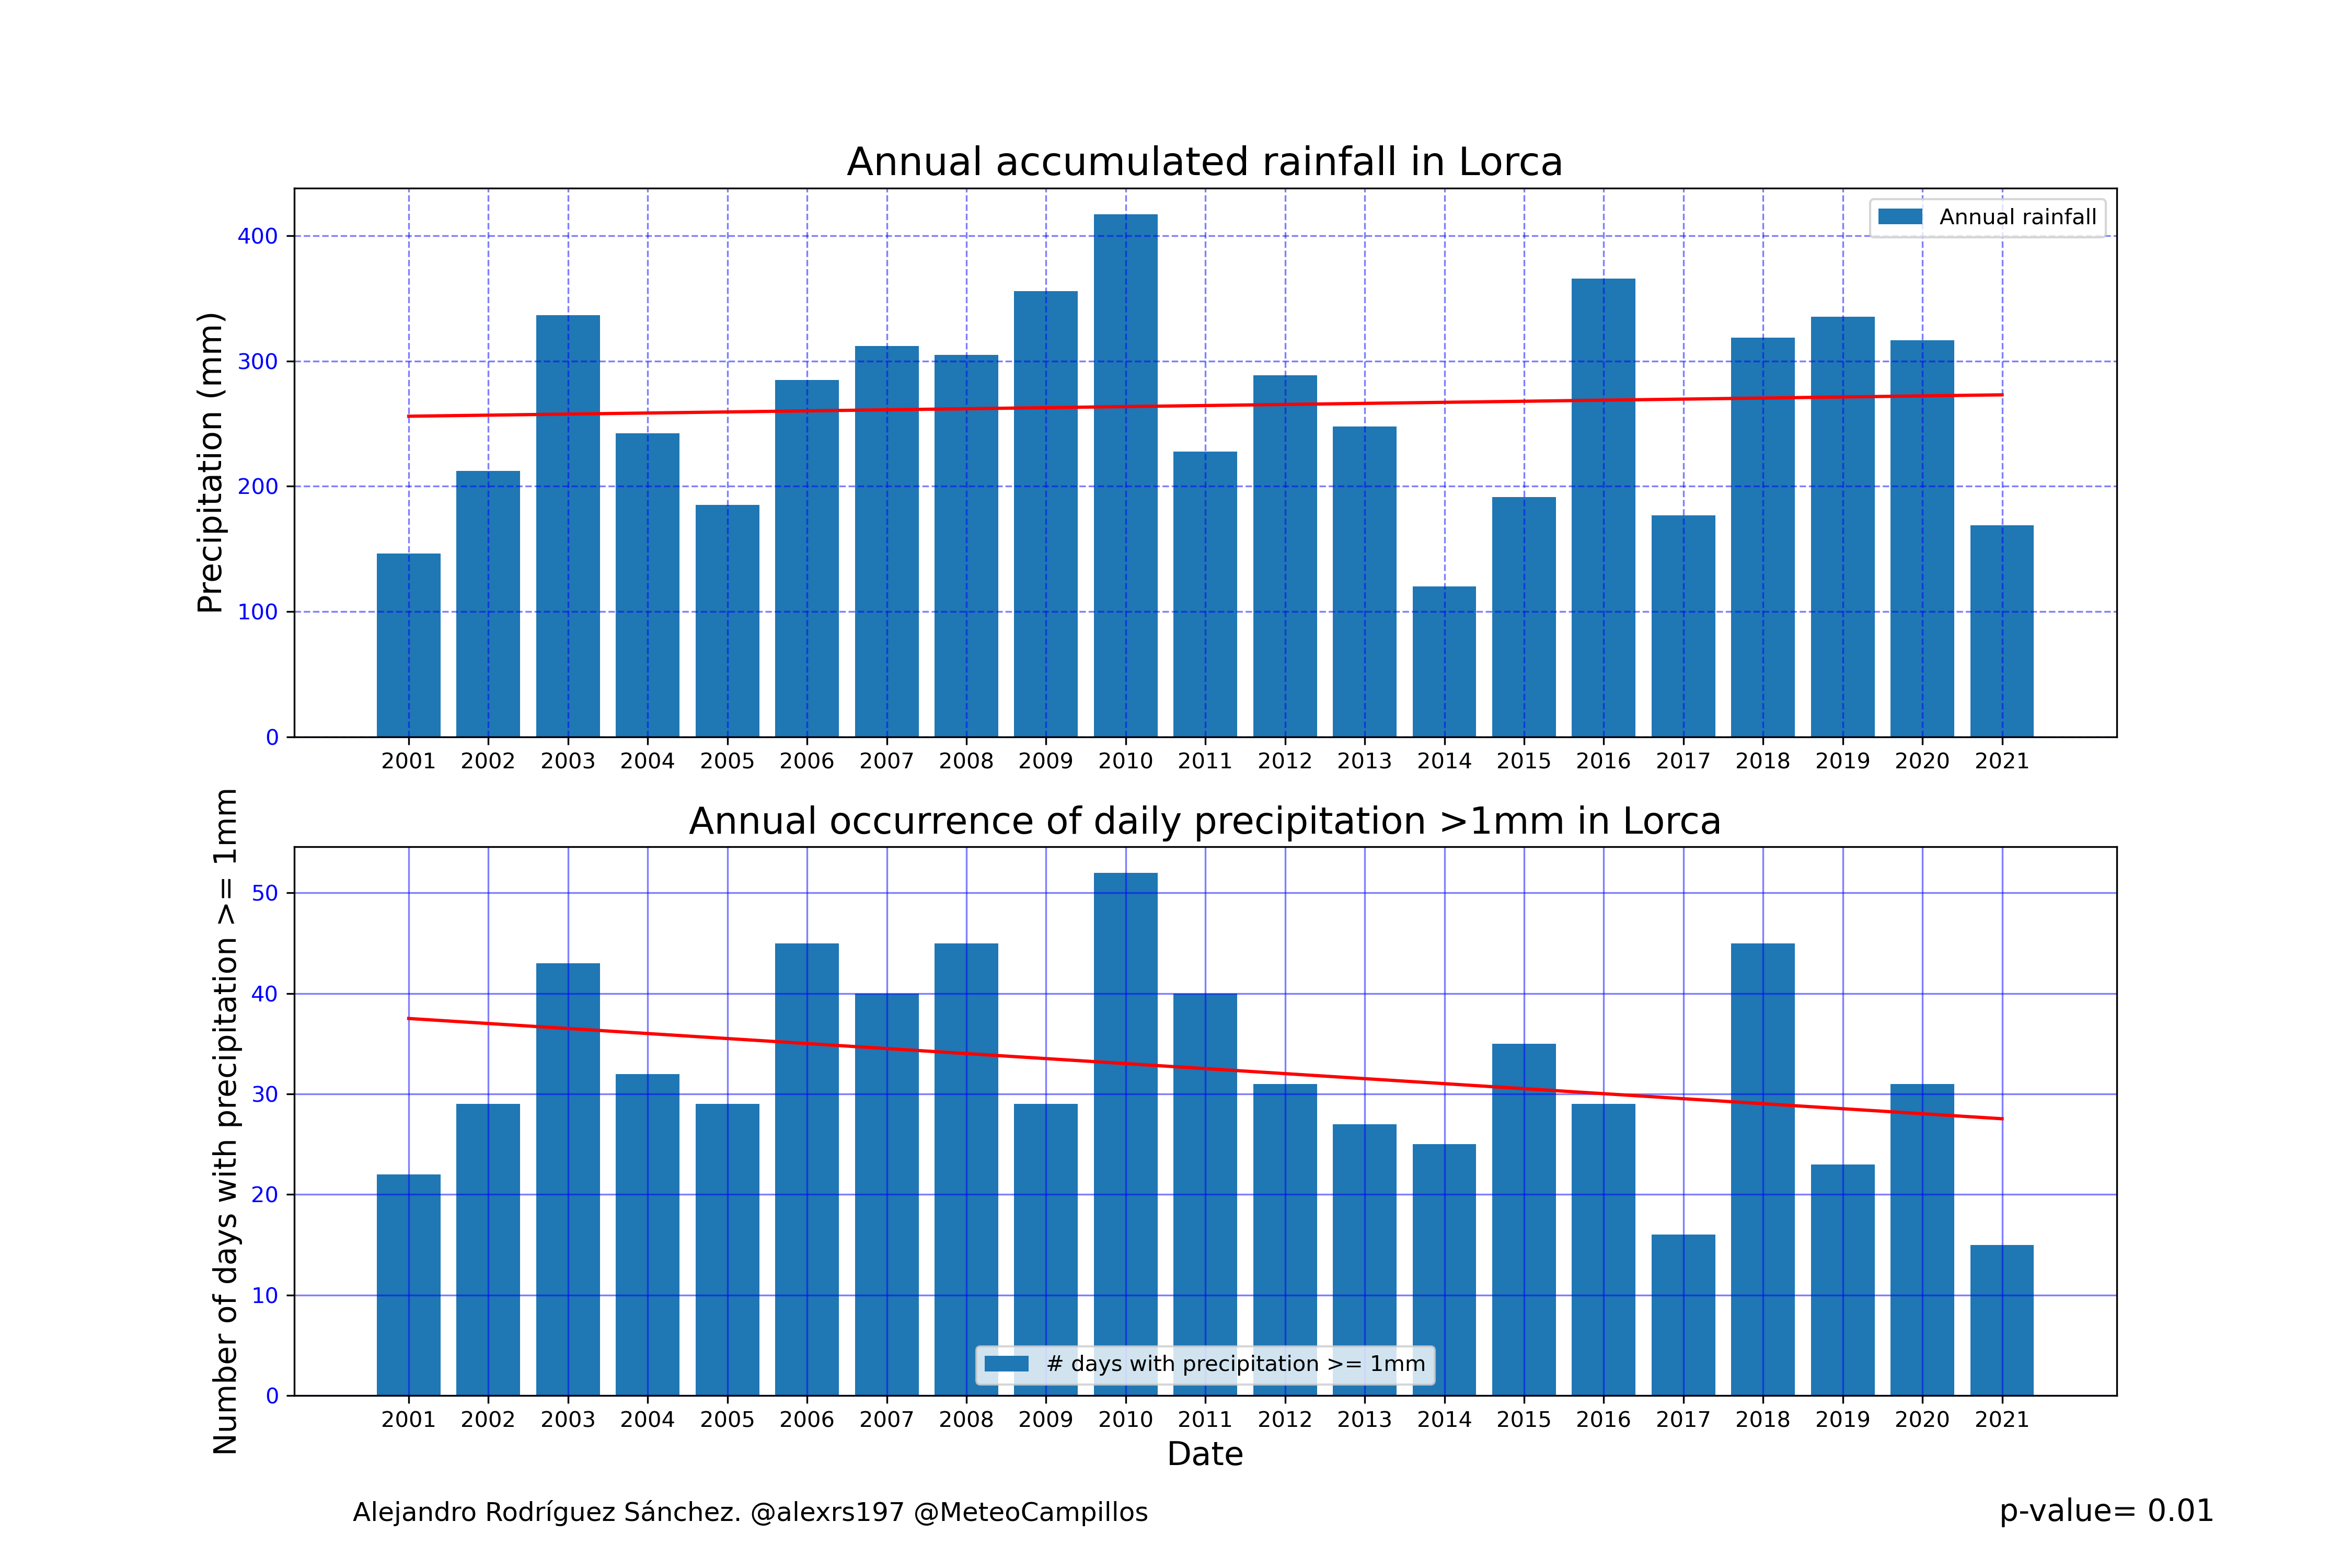 Annual accumulated rainfall in Lorca
Precipitation (mm)
400
300
200
100
0
Annual rainfall
2001 2002 2003 2004 2005 2006 2007 2008 2009 2010 2011 2012 2013 2014 2015 2016 2017 2018 2019 2020 2021
Annual occurrence of daily precipitation >1mm in Lorca
Number of days with precipitation >= 1mm
50
40
30
20
10
0
# days with precipitation >= 1mm
2001 2002 2003 2004 2005 2006 2007 2008 2009 2010 2011 2012 2013 2014 2015 2016 2017 2018 2019 2020 2021
Date
Alejandro Rodríguez Sánchez. @alexrs197 @MeteoCampillos
p-value= 0.01